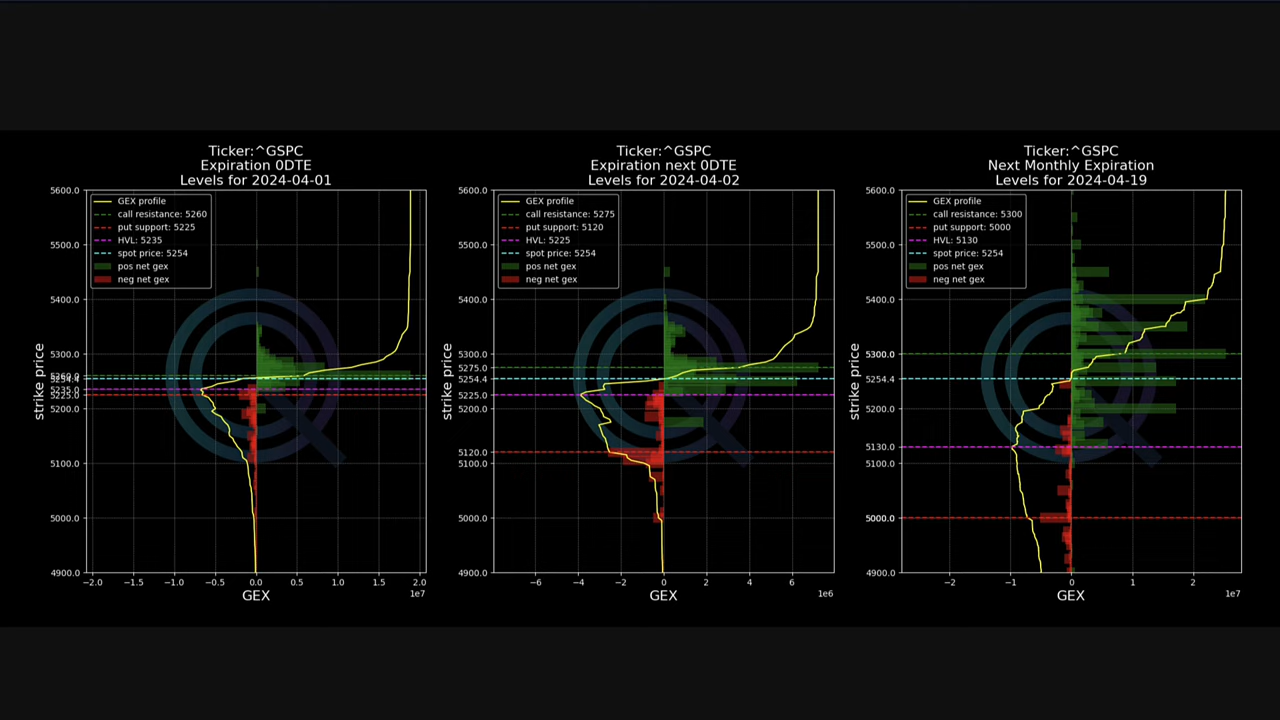 Ticker:^GSPC
Expiration 0DTE
Levels for 2024-04-01
5600.0
5500.0
5400.0
5300.0
5260.0
5254.4
5235.0
5225.0
5200.0
5100.0
5000.0
4900.0
strike price
GEX profile
call resistance: 5260
put support: 5225
HVL: 5235
spot price: 5254
pos net gex
neg net gex
−2.0 −1.5 −1.0 −0.5 0.0 0.5 1.0 1.5 2.0
1e7
GEX
Ticker:^GSPC
Expiration next 0DTE
Levels for 2024-04-02
5600.0
5500.0
5400.0
5300.0
5275.0
5254.4
5225.0
5200.0
5120.0
5100.0
5000.0
4900.0
strike price
GEX profile
call resistance: 5275
put support: 5120
HVL: 5225
spot price: 5254
pos net gex
neg net gex
−6 −4 −2 0 2 4 6
1e6
GEX
Ticker:^GSPC
Next Monthly Expiration
Levels for 2024-04-19
5600.0
5500.0
5400.0
5300.0
5254.4
5200.0
5130.0
5100.0
5000.0
4900.0
strike price
GEX profile
call resistance: 5300
put support: 5000
HVL: 5130
spot price: 5254
pos net gex
neg net gex
−2 −1 0 1 2
1e7
GEX